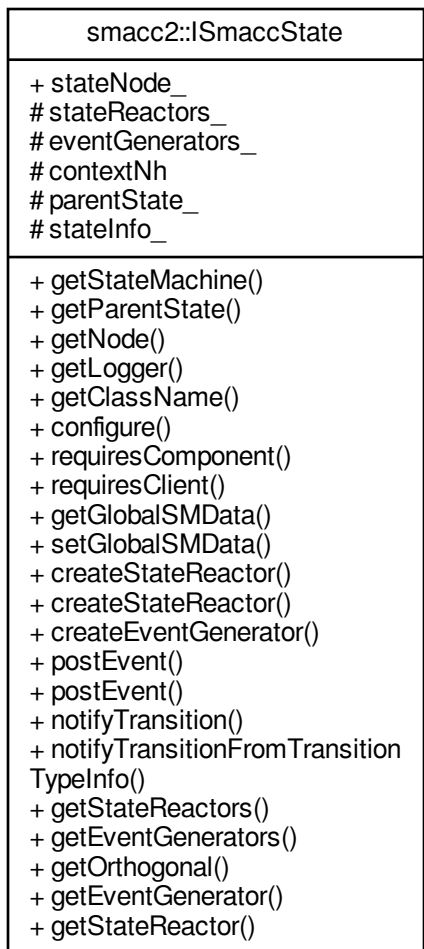 smacc2::ISmaccState
+ stateNode_
# stateReactors_
# eventGenerators_
# contextNh
# parentState_
# stateInfo_
+ getStateMachine()
+ getParentState()
+ getNode()
+ getLogger()
+ getClassName()
+ configure()
+ requiresComponent()
+ requiresClient()
+ getGlobalSMData()
+ setGlobalSMData()
+ createStateReactor()
+ createStateReactor()
+ createEventGenerator()
+ postEvent()
+ postEvent()
+ notifyTransition()
+ notifyTransitionFromTransition
TypeInfo()
+ getStateReactors()
+ getEventGenerators()
+ getOrthogonal()
+ getEventGenerator()
+ getStateReactor()